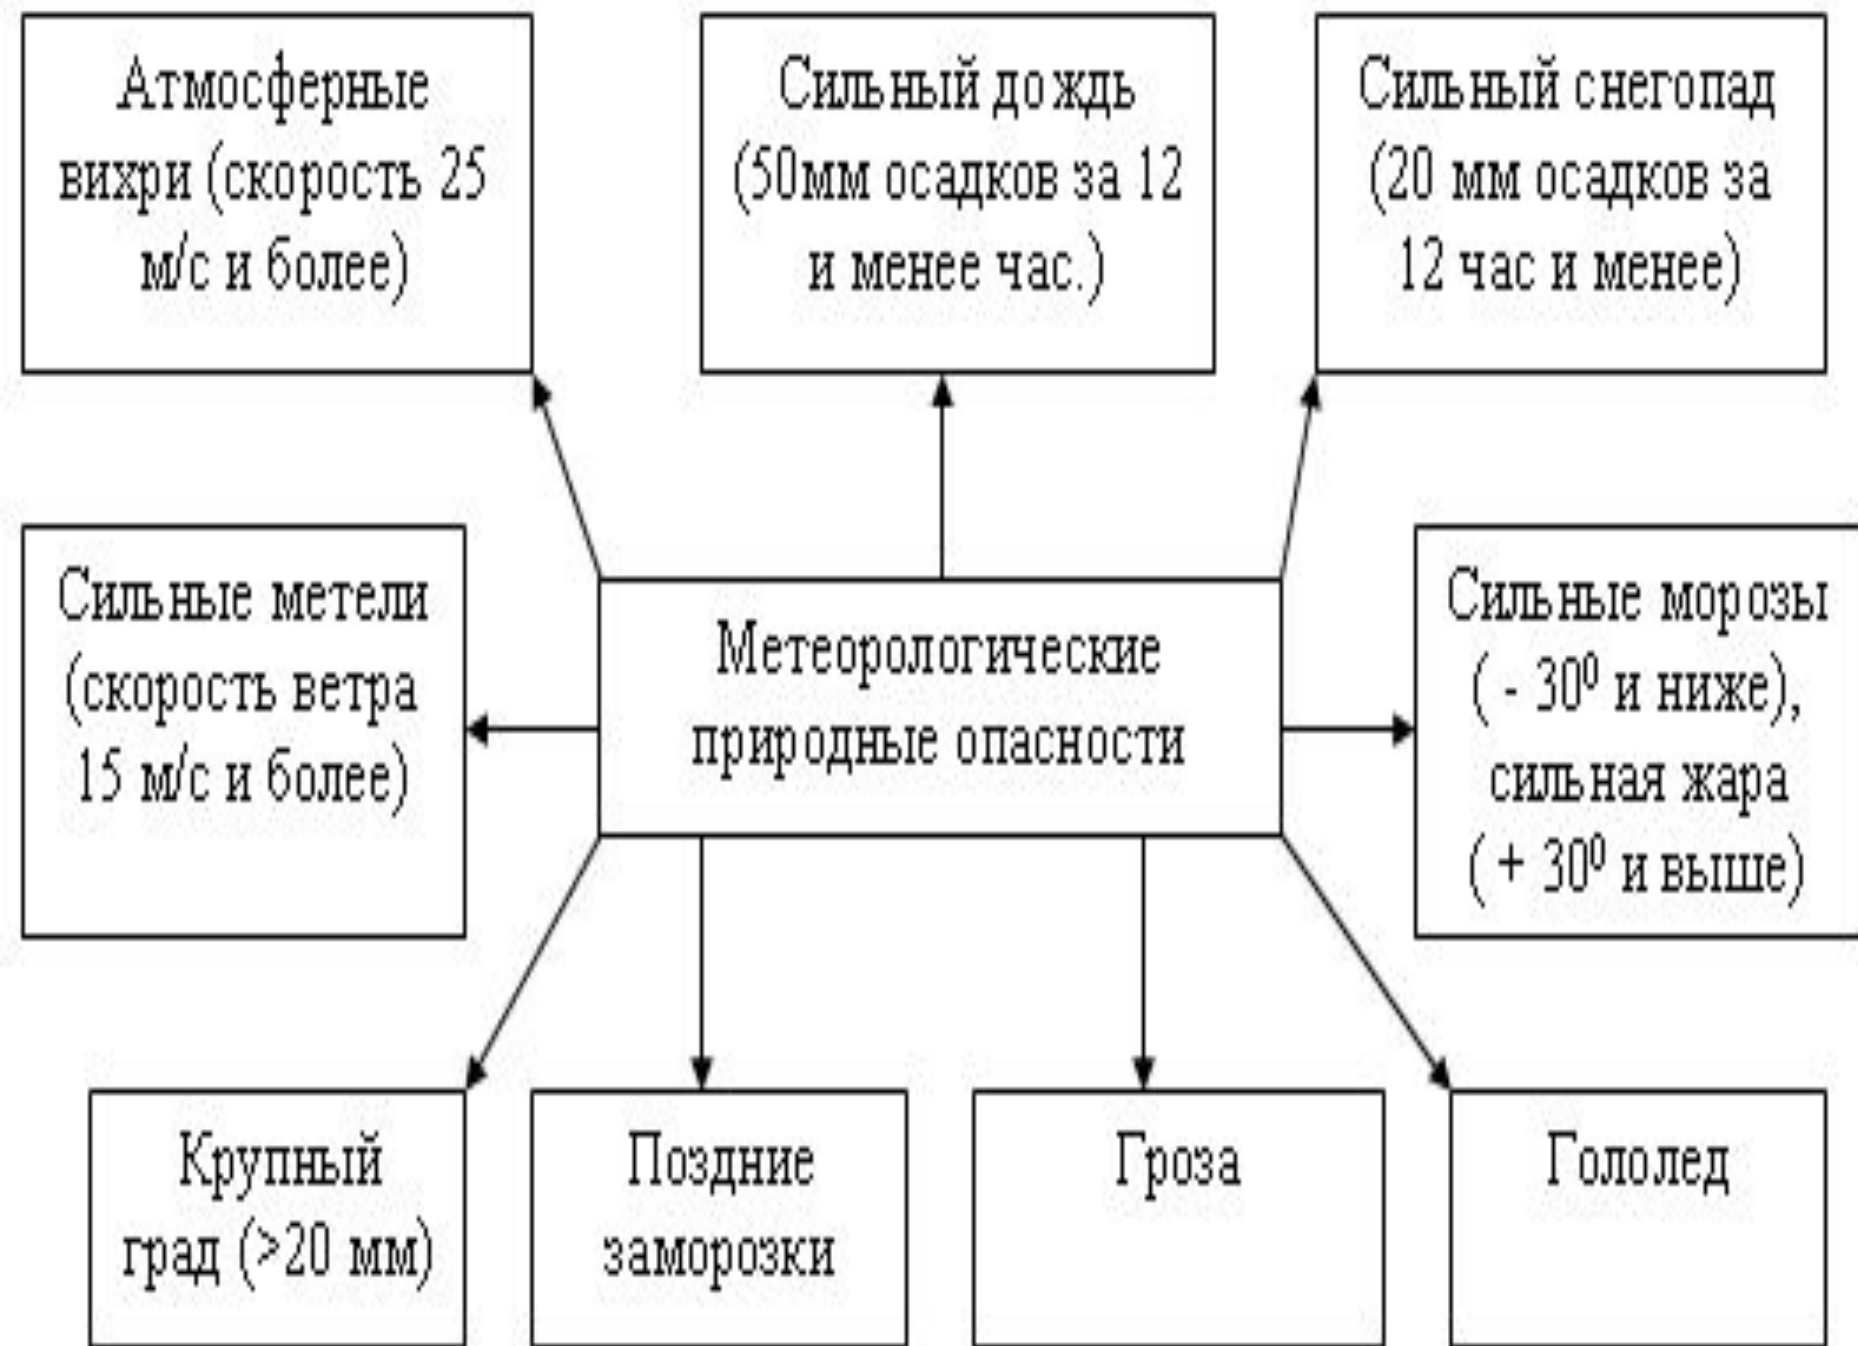 Атмосферные
вихри (скорость 25
м/с и более)
Сильный дождь
(50мм осадков за 12
и менее час.)
Сильный снегопад
(20 мм осадков за
12 час и менее)
Сильные метели
(скорость ветра
15 м/с и более)
Метеорологические
природные опасности
Сильные морозы
( - 30⁰ и ниже),
сильная жара
( + 30⁰ и выше)
Крупный
град (>20 мм)
Поздние
заморозки
Гроза
Гололед